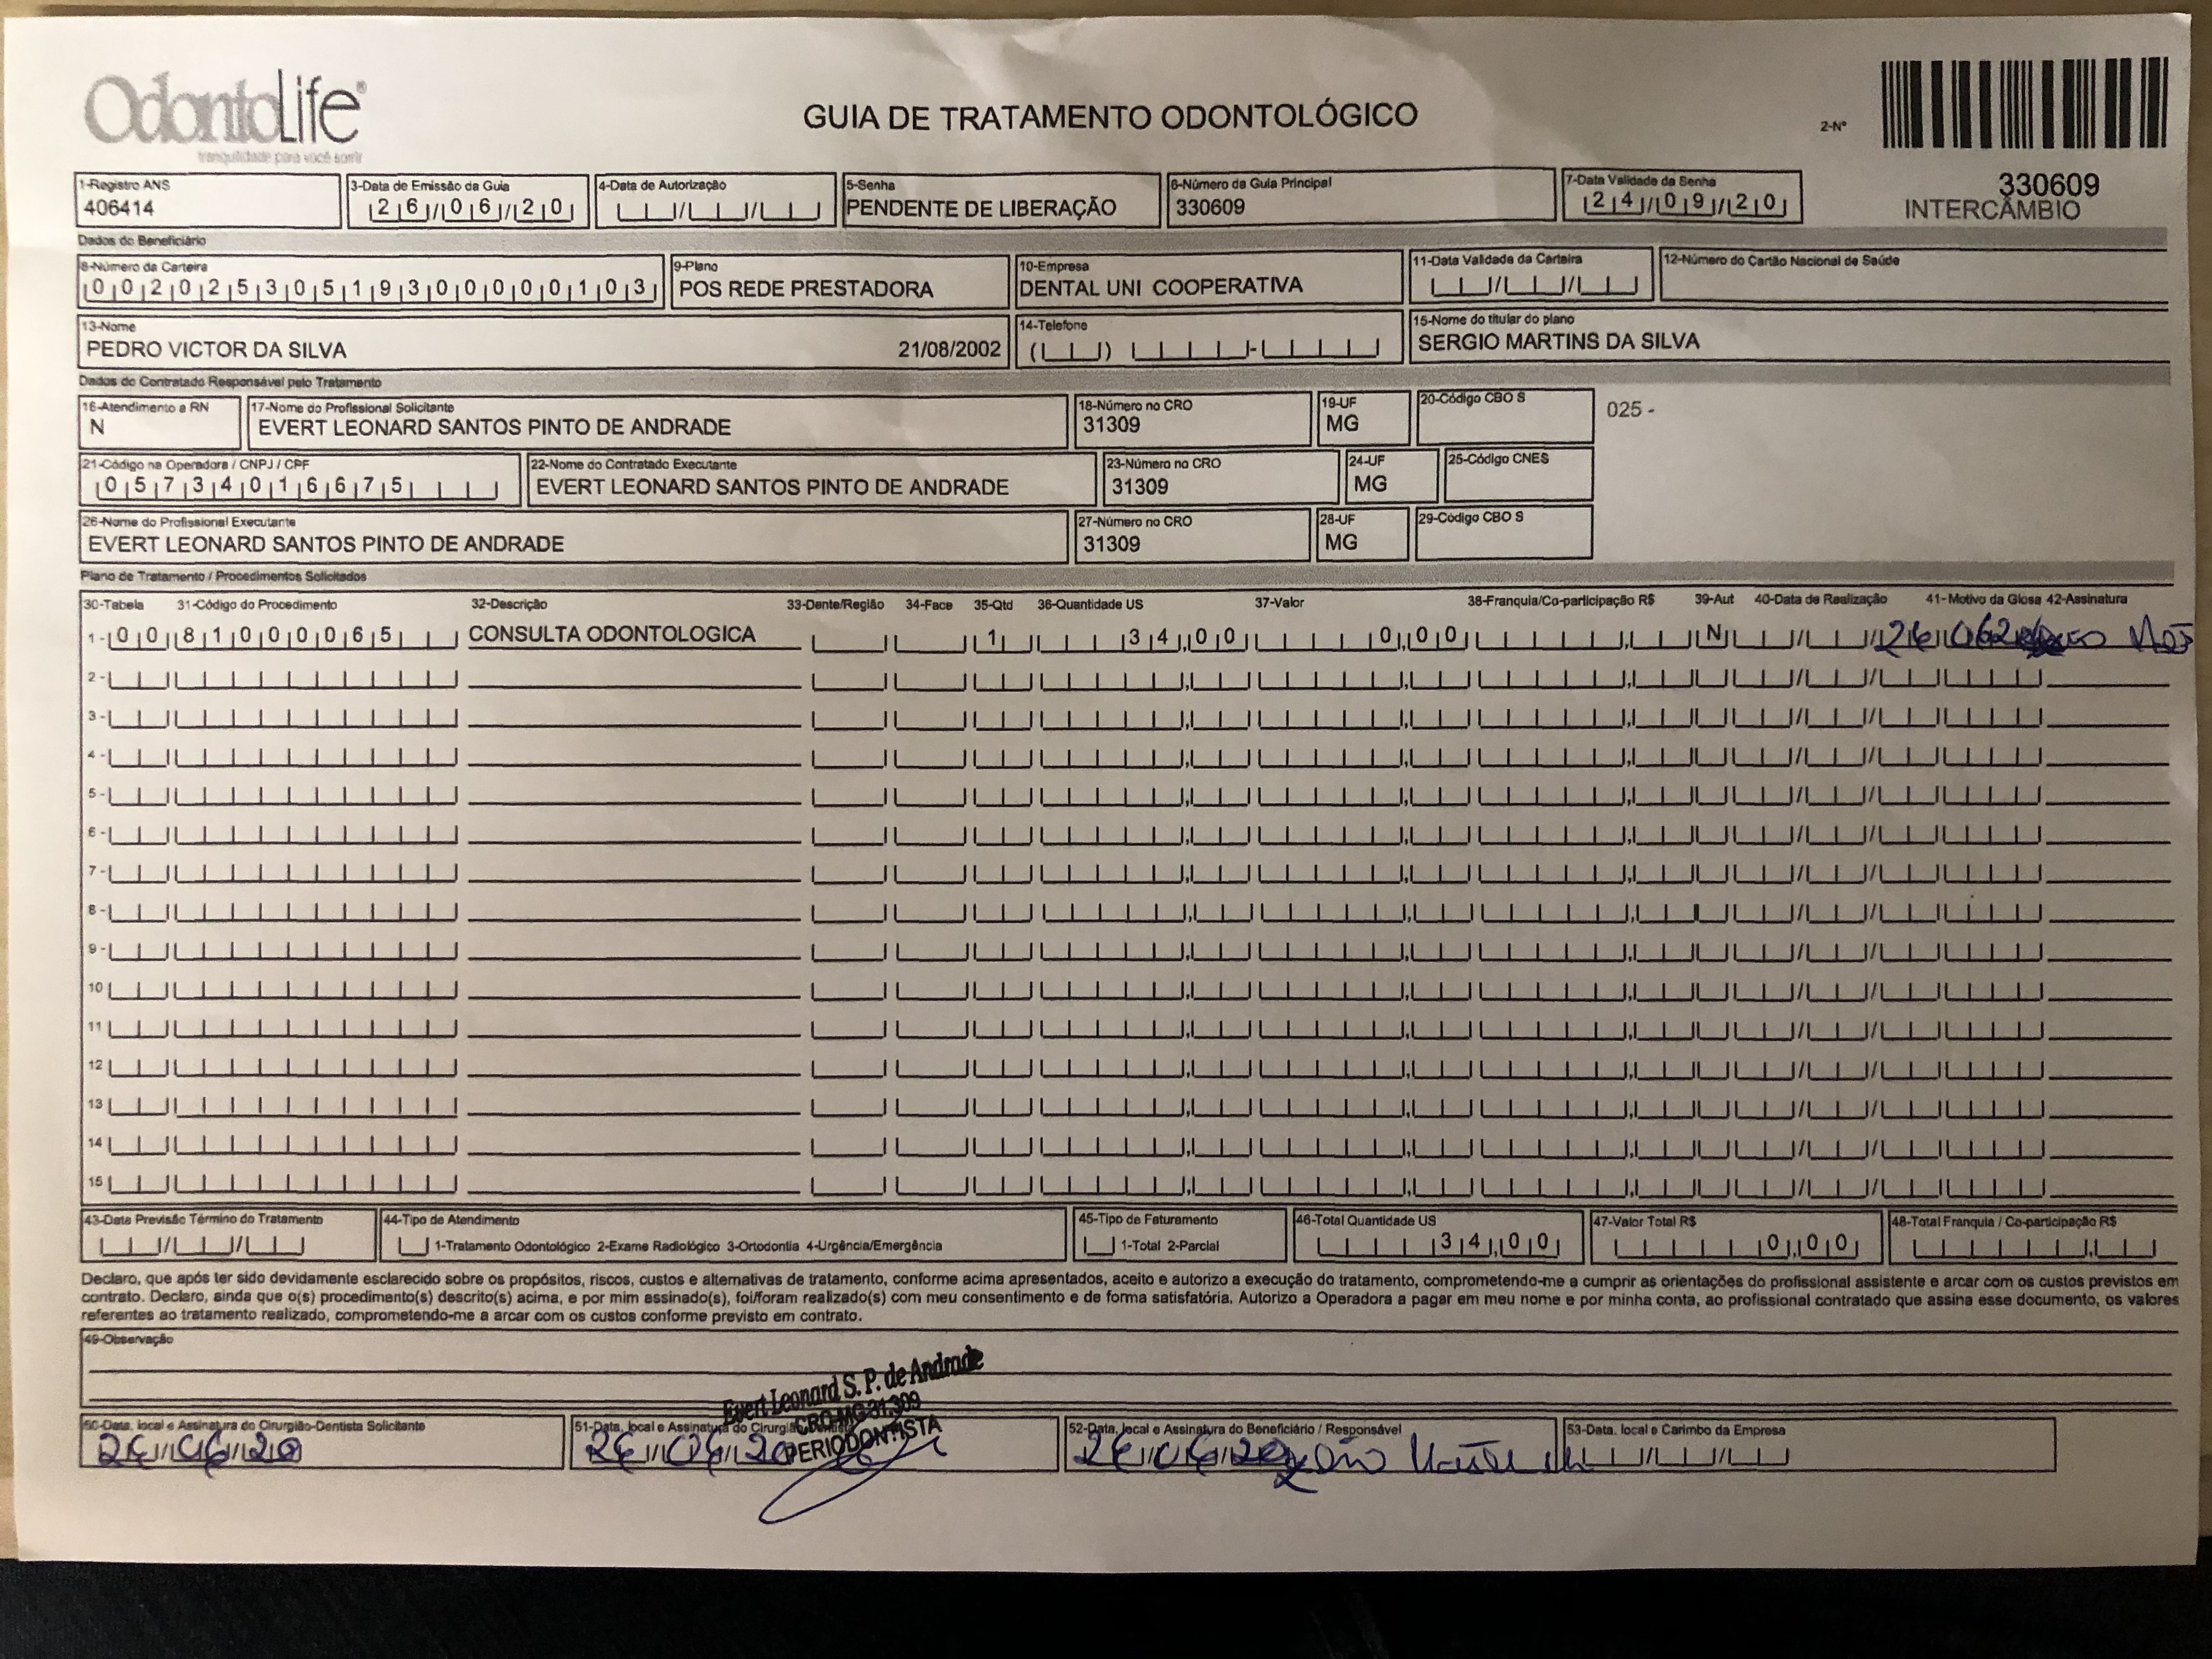 OdontoLife®
tranquilidade para você sorrir
GUIA DE TRATAMENTO ODONTOLÓGICO
2-Nº
330609
INTERCÂMBIO
1-Registro ANS
406414
3-Data de Emissão da Guia
26/06/20
4-Data de Autorização
5-Senha
PENDENTE DE LIBERAÇÃO
6-Número da Guia Principal
330609
7-Data Validade da Senha
24/09/20
Dados do Beneficiário
8-Número da Carteira
00202530519300000103
9-Plano
POS REDE PRESTADORA
10-Empresa
DENTAL UNI COOPERATIVA
11-Data Validade da Carteira
12-Número do Cartão Nacional de Saúde
13-Nome
PEDRO VICTOR DA SILVA 21/08/2002
14-Telefone
15-Nome do titular do plano
SERGIO MARTINS DA SILVA
Dados do Contratado Responsável pelo Tratamento
16-Atendimento a RN
N
17-Nome do Profissional Solicitante
EVERT LEONARD SANTOS PINTO DE ANDRADE
18-Número no CRO
31309
19-UF
MG
20-Código CBO S
025 -
21-Código na Operadora / CNPJ / CPF
05734016675
22-Nome do Contratado Executante
EVERT LEONARD SANTOS PINTO DE ANDRADE
23-Número no CRO
31309
24-UF
MG
25-Código CNES
26-Nome do Profissional Executante
EVERT LEONARD SANTOS PINTO DE ANDRADE
27-Número no CRO
31309
28-UF
MG
29-Código CBO S
Plano de Tratamento / Procedimentos Solicitados
30-Tabela 31-Código do Procedimento 32-Descrição 33-Dente/Região 34-Face 35-Qtd 36-Quantidade US 37-Valor 38-Franquia/Co-participação R$ 39-Aut 40-Data de Realização 41-Motivo da Glosa 42-Assinatura
1- 00 81000065 CONSULTA ODONTOLOGICA 1 34,00 0,00 N
2-
3-
4-
5-
6-
7-
8-
9-
10
11
12
13
14
15
43-Data Previsão Término do Tratamento
44-Tipo de Atendimento
1-Tratamento Odontológico 2-Exame Radiológico 3-Ortodontia 4-Urgência/Emergência
45-Tipo de Faturamento
1-Total 2-Parcial
46-Total Quantidade US
34,00
47-Valor Total R$
0,00
48-Total Franquia / Co-participação R$
Declaro, que após ter sido devidamente esclarecido sobre os propósitos, riscos, custos e alternativas de tratamento, conforme acima apresentados, aceito e autorizo a execução do tratamento, comprometendo-me a cumprir as orientações do profissional assistente e arcar com os custos previstos em
contrato. Declaro, ainda que o(s) procedimento(s) descrito(s) acima, e por mim assinado(s), foi/foram realizado(s) com meu consentimento e de forma satisfatória. Autorizo a Operadora a pagar em meu nome e por minha conta, ao profissional contratado que assina esse documento, os valores
referentes ao tratamento realizado, comprometendo-me a arcar com os custos conforme previsto em contrato.
49-Observação
Evert Leonard S. P. de Andrade
CRO-MG 31.309
PERIODONTISTA
50-Data, local e Assinatura do Cirurgião-Dentista Solicitante
26/06/20
51-Data, local e Assinatura do Cirurgião-Dentista
26/06/20
52-Data, local e Assinatura do Beneficiário / Responsável
26/06/20
53-Data, local e Carimbo da Empresa